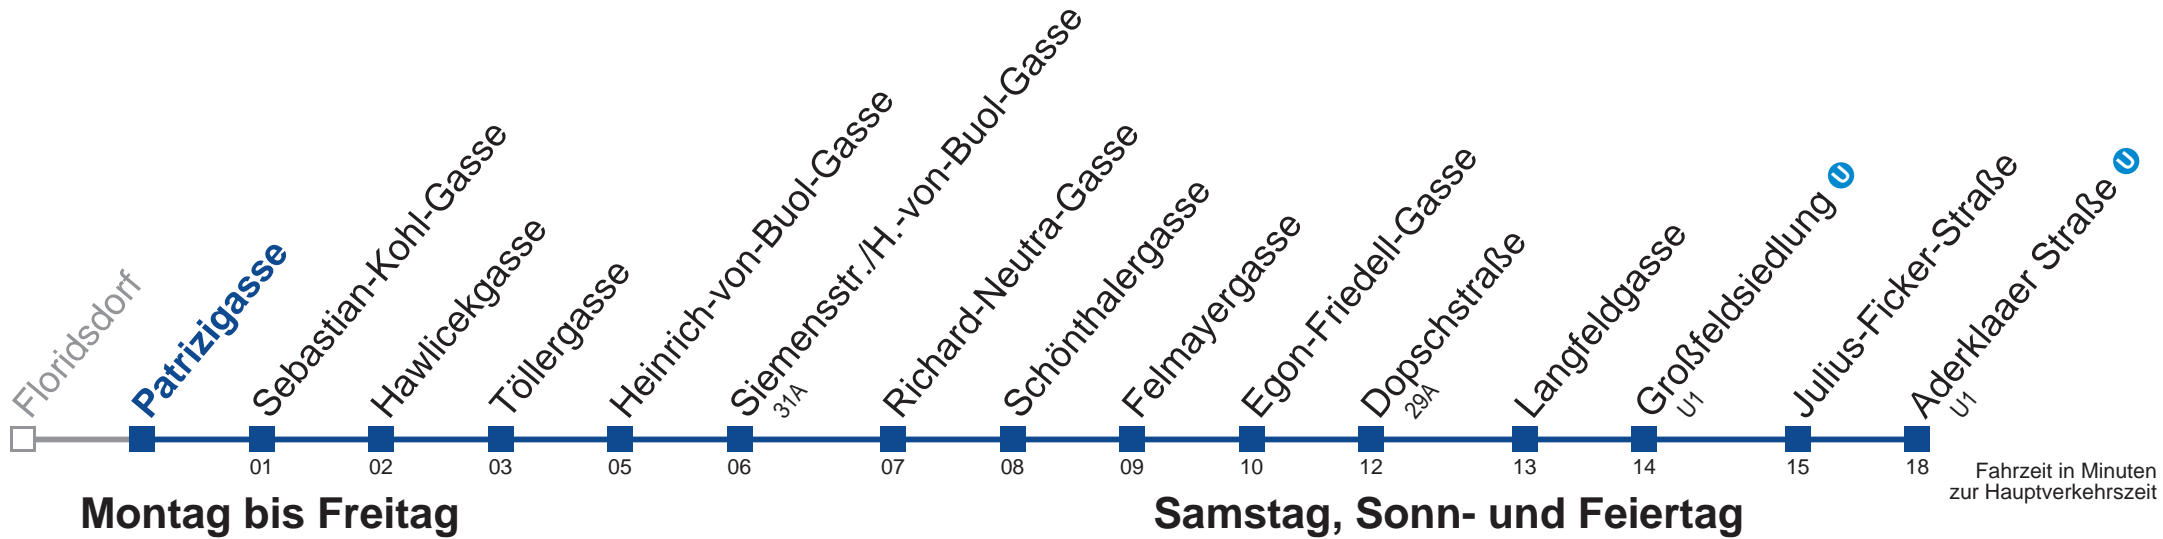 Floridsdorf
Patrizigasse
Sebastian-Kohl-Gasse
Hawlicekgasse
Töllergasse
Heinrich-von-Buol-Gasse
Siemensstr./H.-von-Buol-Gasse
31A
Richard-Neutra-Gasse
Schönthalergasse
Felmayergasse
Egon-Friedell-Gasse
Dopschstraße
29A
Langfeldgasse
Großfeldsiedlung U
U1
Julius-Ficker-Straße
Aderklaaer Straße U
U1
01 02 03 05 06 07 08 09 10 12 13 14 15 18
Fahrzeit in Minuten
zur Hauptverkehrszeit
Montag bis Freitag
Samstag, Sonn- und Feiertag